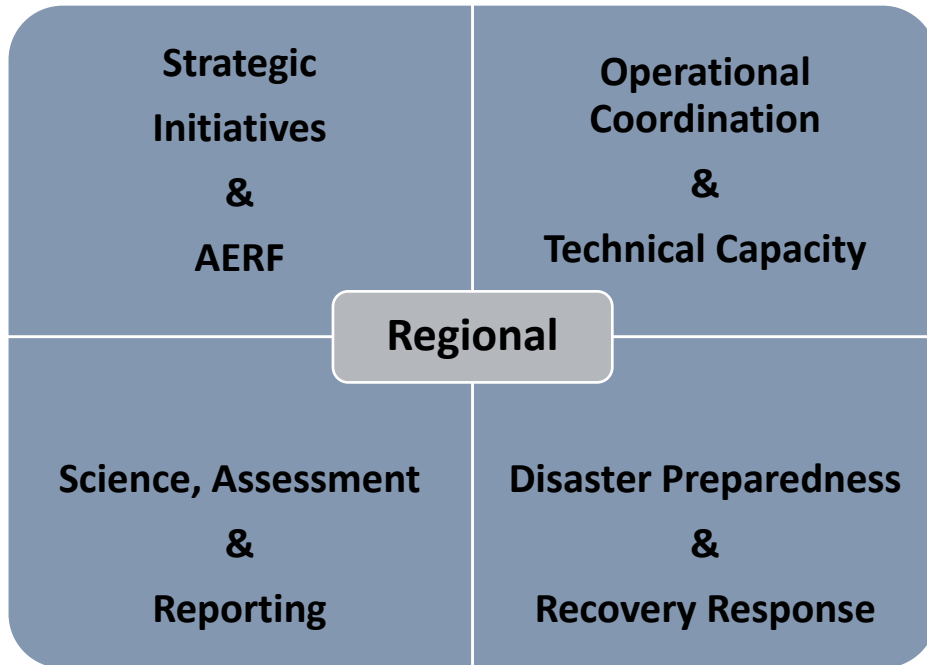 Strategic
Initiatives
&
AERF
Operational
Coordination
&
Technical Capacity
Regional
Science, Assessment
&
Reporting
Disaster Preparedness
&
Recovery Response